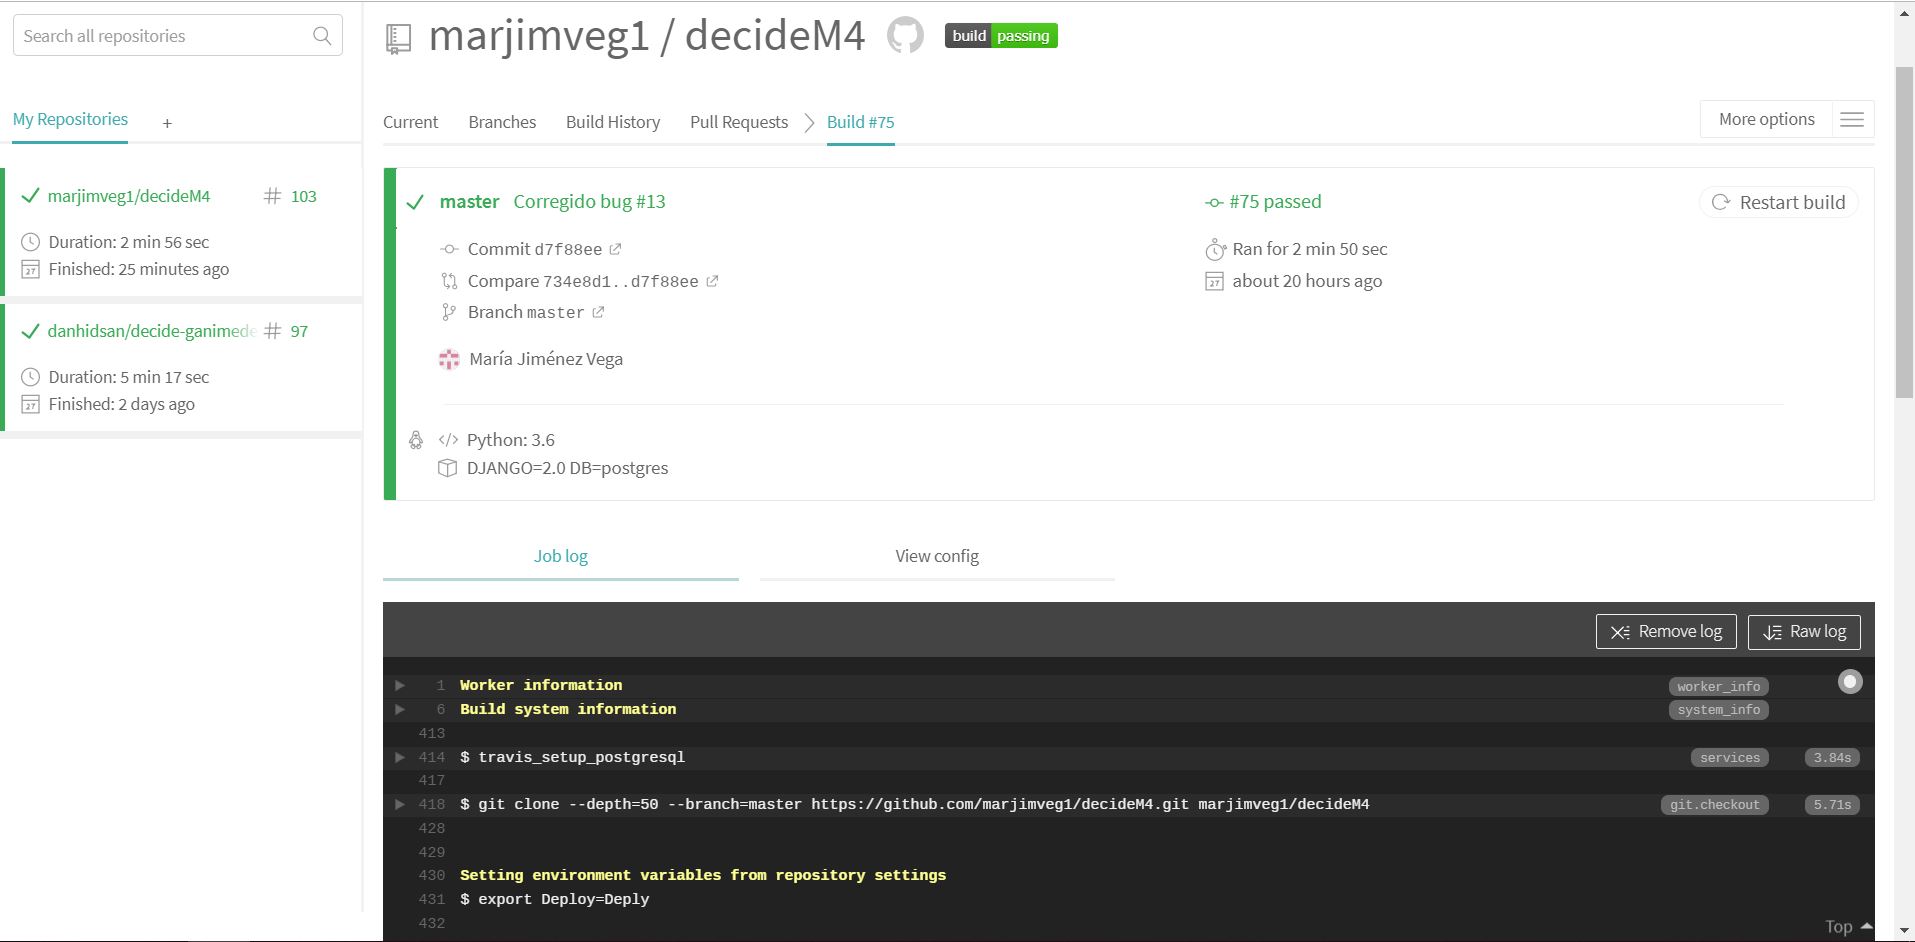 Search all repositories
My Repositories +
marjimveg1/decideM4 # 103
Duration: 2 min 56 sec
Finished: 25 minutes ago
danhidsan/decide-ganimede # 97
Duration: 5 min 17 sec
Finished: 2 days ago
marjimveg1 / decideM4 build passing
Current Branches Build History Pull Requests Build #75
More options
master Corregido bug #13
#75 passed
Restart build
Commit d7f88ee
Ran for 2 min 50 sec
Compare 734e8d1..d7f88ee
about 20 hours ago
Branch master
María Jiménez Vega
</> Python: 3.6
DJANGO=2.0 DB=postgres
Job log View config
Remove log Raw log
1 Worker information worker_info
6 Build system information system_info
413
414 $ travis_setup_postgresql services 3.84s
417
418 $ git clone --depth=50 --branch=master https://github.com/marjimveg1/decideM4.git marjimveg1/decideM4 git.checkout 5.71s
428
429
430 Setting environment variables from repository settings
431 $ export Deploy=Deply
432
Top